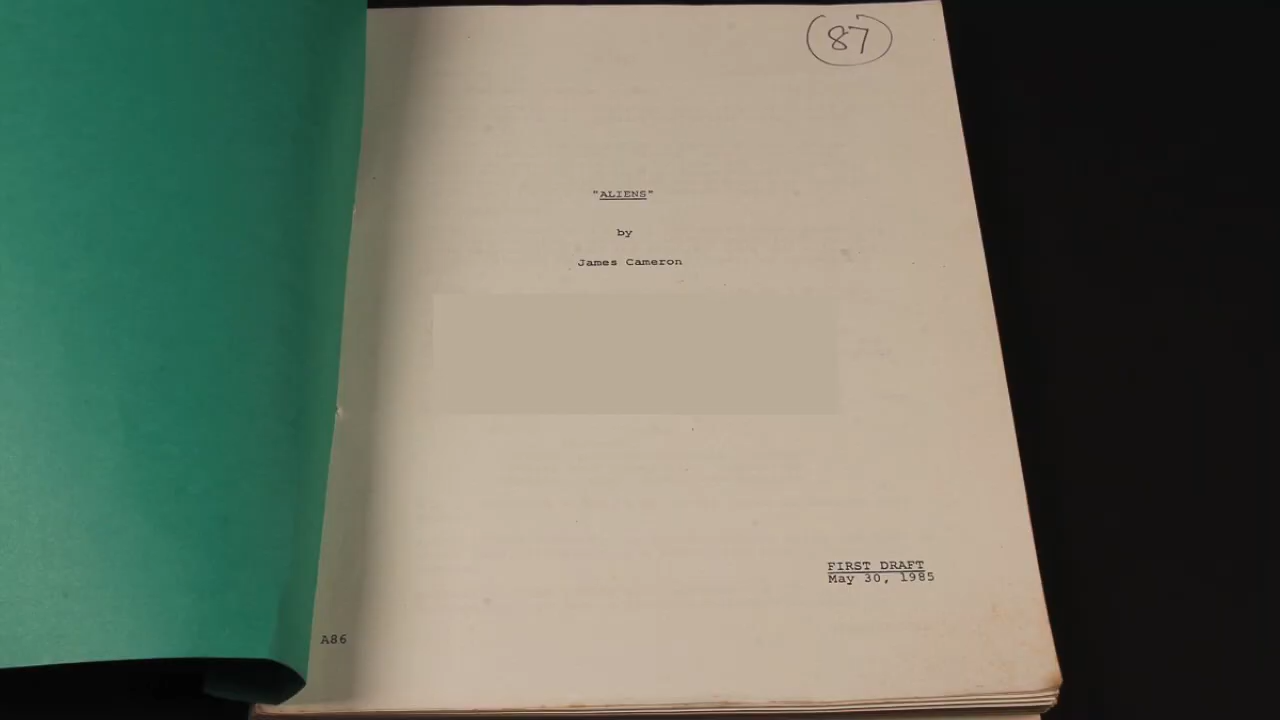 87
"ALIENS"
by
James Cameron
FIRST DRAFT
May 30, 1985
A86